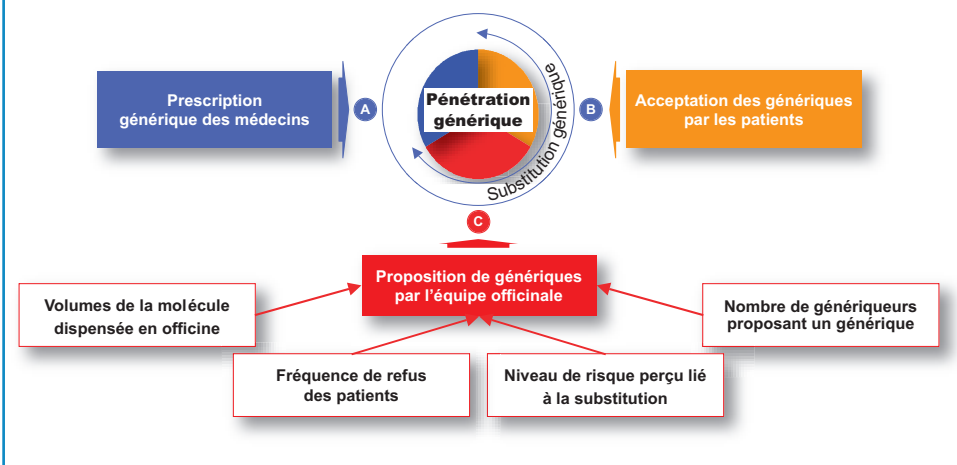 Prescription
générique des médecins
A
Pénétration
générique
Substitution générique
B
Acceptation des génériques
par les patients
C
Proposition de génériques
par l'équipe officinale
Volumes de la molécule
dispensée en officine
Nombre de génériqueurs
proposant un générique
Fréquence de refus
des patients
Niveau de risque perçu lié
à la substitution